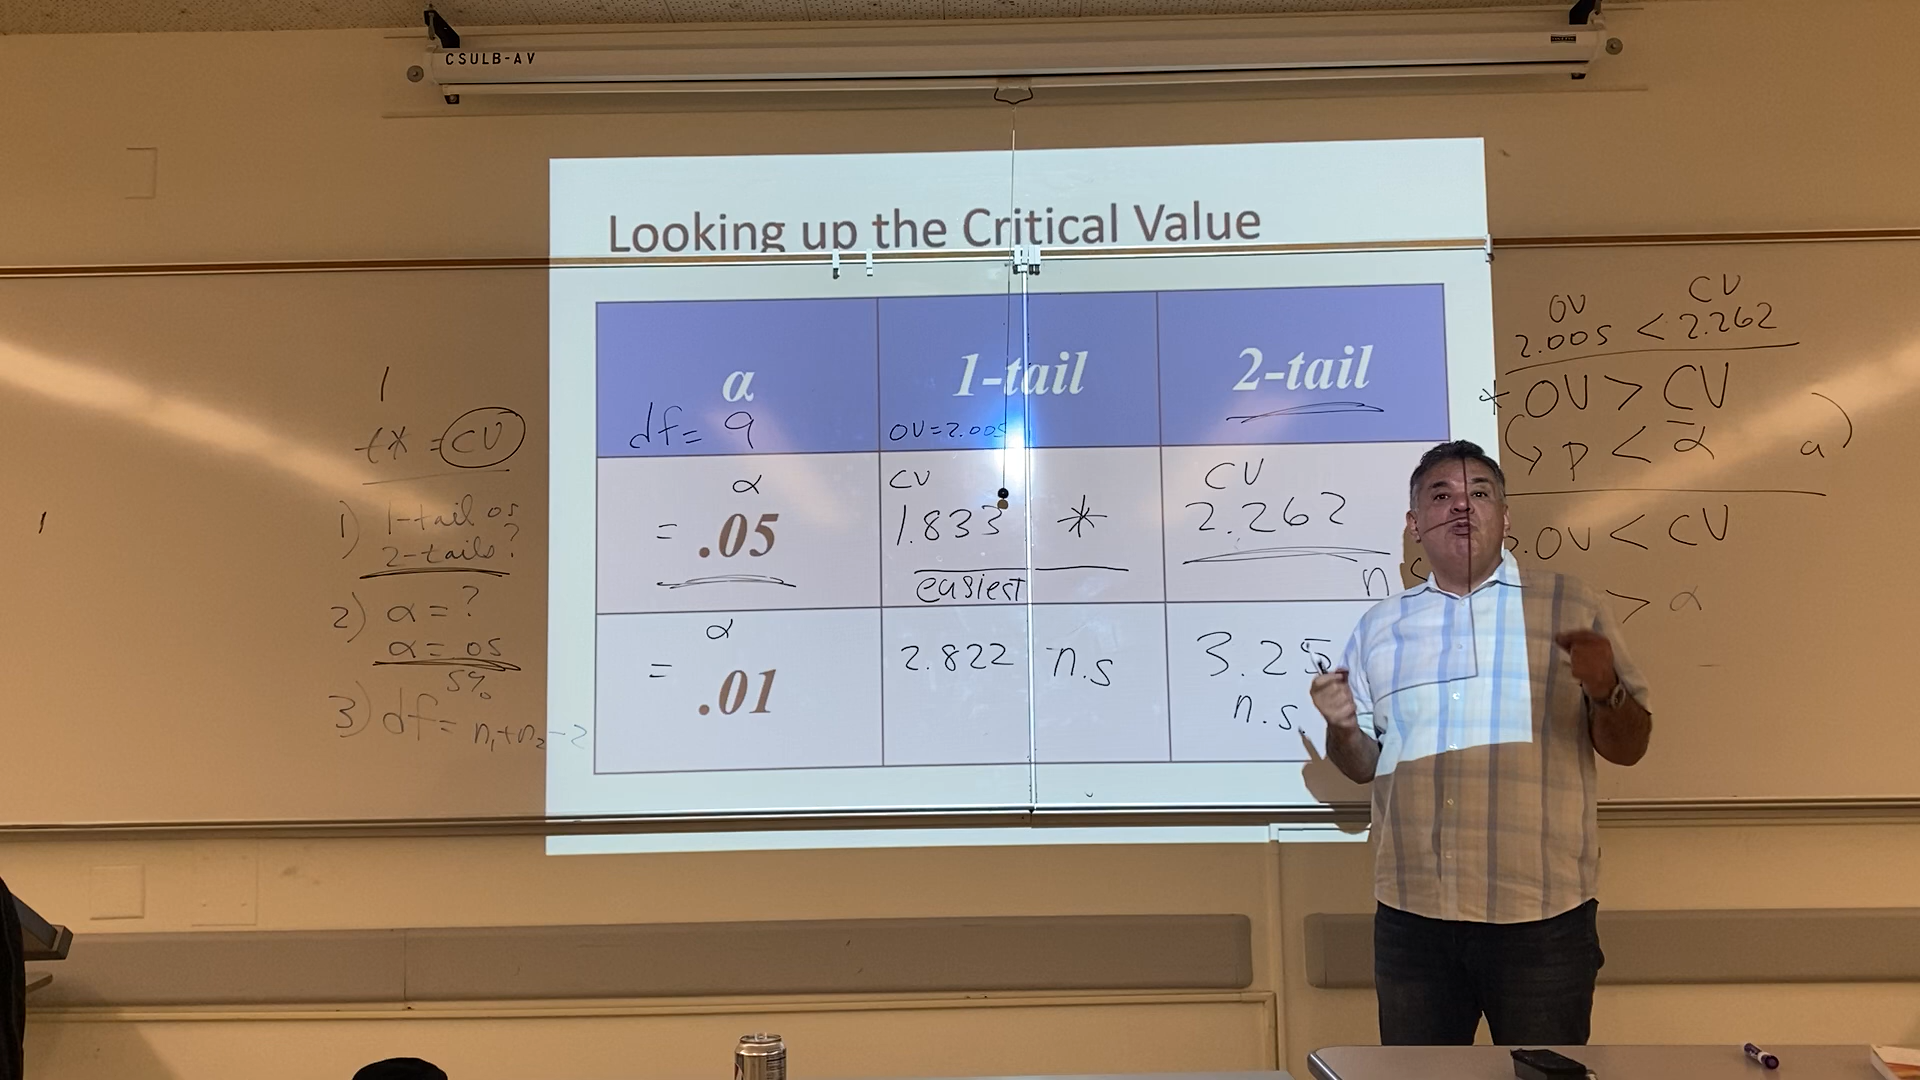 CSULB-AV
Looking up the Critical Value
α
1-tail
2-tail
df = 9
OV = 2.005
α
= .05
CV
1.833 *
easiest
CV
2.262
n
α
= .01
2.822 n.s
3.25
n.s.
1
t* = CV
1) 1-tail or
2-tails?
2) α = ?
α = .05
5%
3) df = n₁+n₂-2
OV CV
2.005 < 2.262
* OV > CV
p < α a)
OV < CV
> α